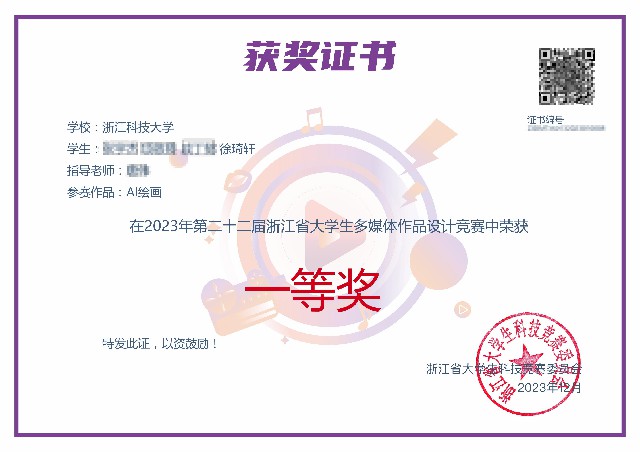 获奖证书
证书编号
学校：浙江科技大学
学生：徐琦轩
指导老师：
参赛作品：AI绘画
在2023年第二十二届浙江省大学生多媒体作品设计竞赛中荣获
一等奖
特发此证，以资鼓励！
浙江省大学生科技竞赛委员会
浙江省大学生科技竞赛委员会
2023年12月